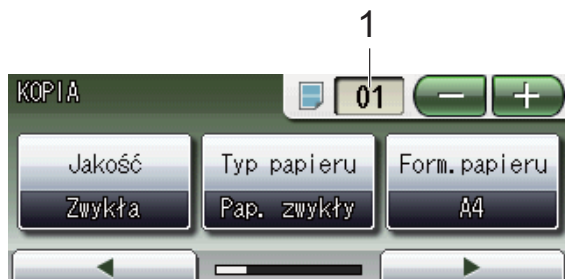 1
KOPIA 01 − +
Jakość Typ papieru Form.papieru
Zwykła Pap. zwykły A4